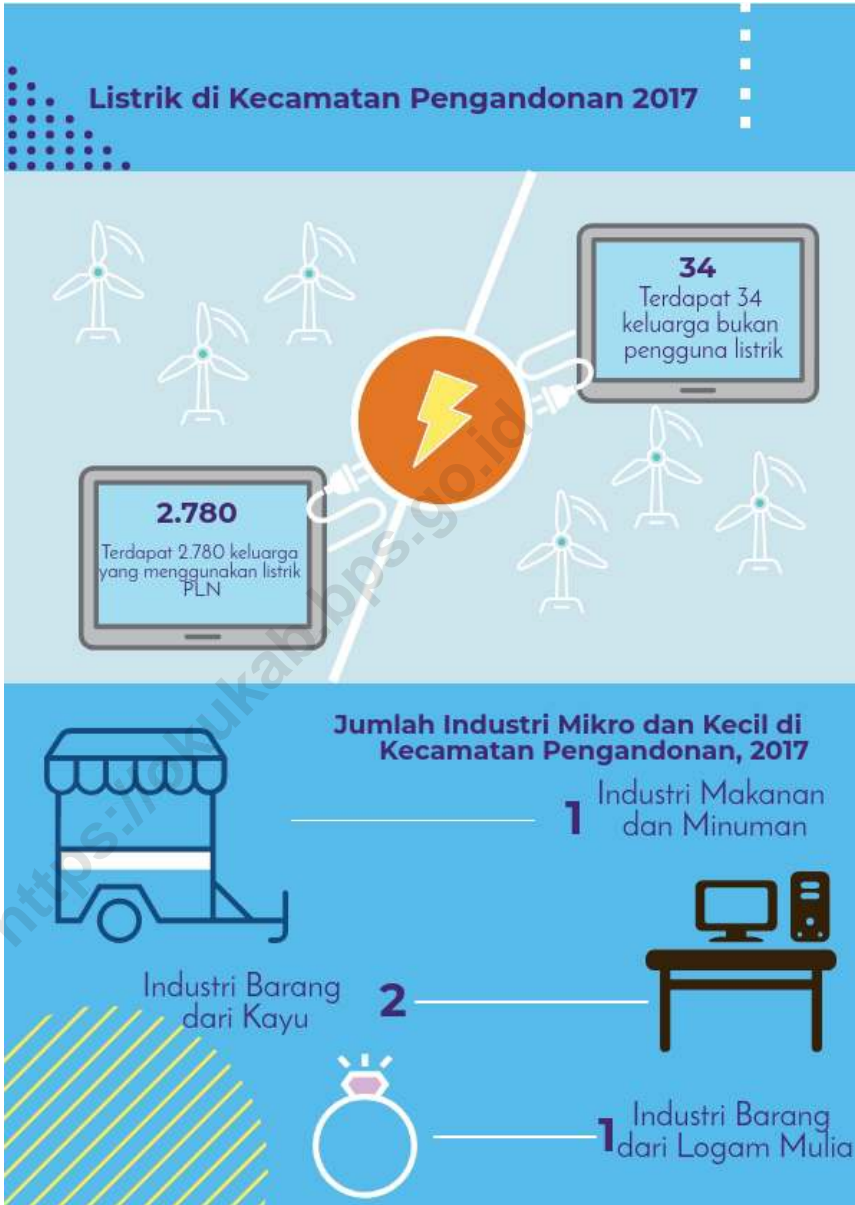 Listrik di Kecamatan Pengandonan 2017
34
Terdapat 34
keluarga bukan
pengguna listrik
2.780
Terdapat 2.780 keluarga
yang menggunakan listrik
PLN
https://okukab.bps.go.id
Jumlah Industri Mikro dan Kecil di
Kecamatan Pengandonan, 2017
1 Industri Makanan
dan Minuman
Industri Barang
dari Kayu 2
1 Industri Barang
dari Logam Mulia